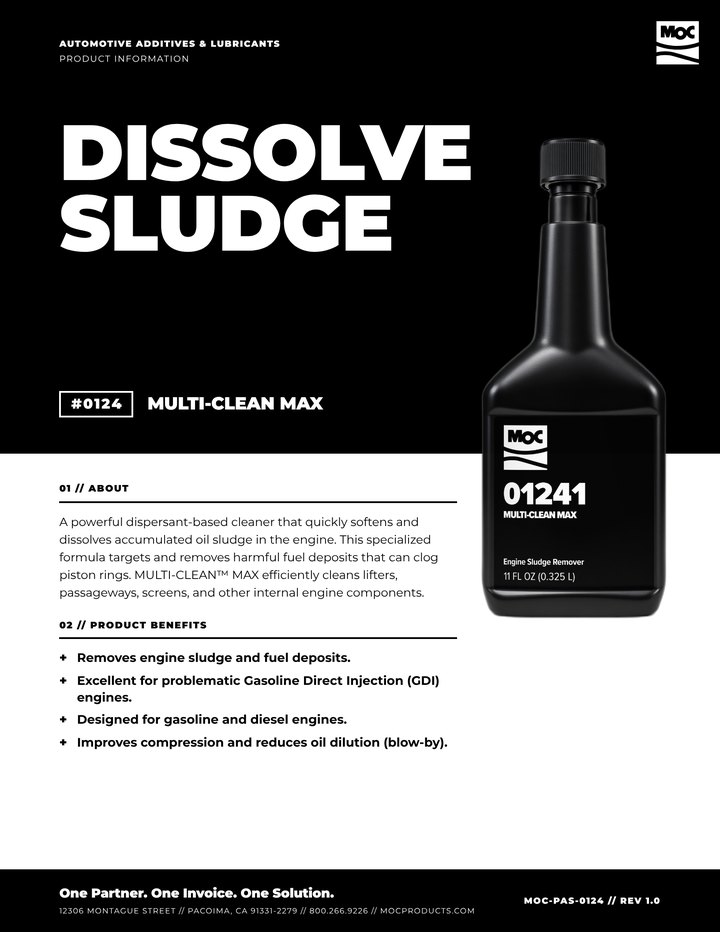 AUTOMOTIVE ADDITIVES & LUBRICANTS
PRODUCT INFORMATION
MOC
DISSOLVE
SLUDGE
#0124
MULTI-CLEAN MAX
MOC
01241
MULTI-CLEAN MAX
Engine Sludge Remover
11 FL OZ (0.325 L)
01 // ABOUT
A powerful dispersant-based cleaner that quickly softens and
dissolves accumulated oil sludge in the engine. This specialized
formula targets and removes harmful fuel deposits that can clog
piston rings. MULTI-CLEAN™ MAX efficiently cleans lifters,
passageways, screens, and other internal engine components.
02 // PRODUCT BENEFITS
+ Removes engine sludge and fuel deposits.
+ Excellent for problematic Gasoline Direct Injection (GDI)
engines.
+ Designed for gasoline and diesel engines.
+ Improves compression and reduces oil dilution (blow-by).
One Partner. One Invoice. One Solution.
12306 MONTAGUE STREET // PACOIMA, CA 91331-2279 // 800.266.9226 // MOCPRODUCTS.COM
MOC-PAS-0124 // REV 1.0